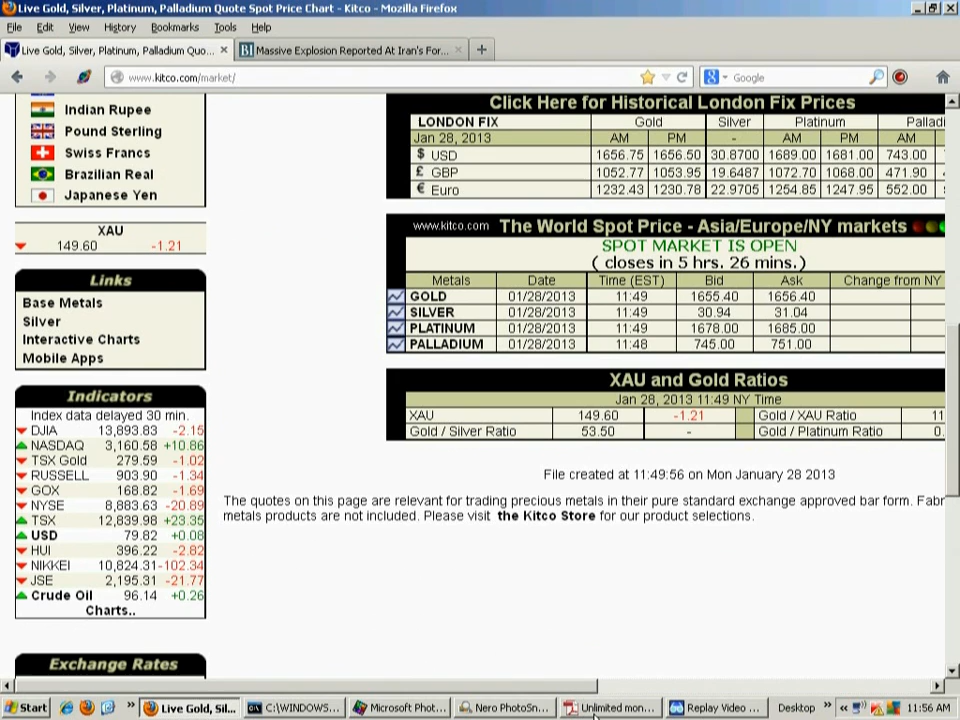 Live Gold, Silver, Platinum, Palladium Quote Spot Price Chart - Kitco - Mozilla Firefox
File Edit View History Bookmarks Tools Help
Live Gold, Silver, Platinum, Palladium Quo... × BI Massive Explosion Reported At Iran's For... × +
www.kitco.com/market/ Google
Indian Rupee
Pound Sterling
Swiss Francs
Brazilian Real
Japanese Yen
XAU
149.60 -1.21
Links
Base Metals
Silver
Interactive Charts
Mobile Apps
Indicators
Index data delayed 30 min.
DJIA 13,893.83 -2.15
NASDAQ 3,160.58 +10.86
TSX Gold 279.59 -1.02
RUSSELL 903.90 -1.34
GOX 168.82 -1.69
NYSE 8,883.63 -20.89
TSX 12,839.98 +23.35
USD 79.82 +0.08
HUI 396.22 -2.82
NIKKEI 10,824.31 -102.34
JSE 2,195.31 -21.77
Crude Oil 96.14 +0.26
Charts..
Exchange Rates
Click Here for Historical London Fix Prices
LONDON FIX Gold Silver Platinum Palladi
Jan 28, 2013 AM PM - AM PM AM
$ USD 1656.75 1656.50 30.8700 1689.00 1681.00 743.00
£ GBP 1052.77 1053.95 19.6487 1072.70 1068.00 471.90
€ Euro 1232.43 1230.78 22.9705 1254.85 1247.95 552.00
www.kitco.com The World Spot Price - Asia/Europe/NY markets
SPOT MARKET IS OPEN
( closes in 5 hrs. 26 mins.)
Metals Date Time (EST) Bid Ask Change from NY
GOLD 01/28/2013 11:49 1655.40 1656.40
SILVER 01/28/2013 11:49 30.94 31.04
PLATINUM 01/28/2013 11:49 1678.00 1685.00
PALLADIUM 01/28/2013 11:48 745.00 751.00
XAU and Gold Ratios
Jan 28, 2013 11:49 NY Time
XAU 149.60 -1.21 Gold / XAU Ratio 11
Gold / Silver Ratio 53.50 - Gold / Platinum Ratio 0.
File created at 11:49:56 on Mon January 28 2013
The quotes on this page are relevant for trading precious metals in their pure standard exchange approved bar form. Fabr
metals products are not included. Please visit the Kitco Store for our product selections.
Start » Live Gold, Sil... C:\WINDOWS... Microsoft Phot... Nero PhotoSn... Unlimited mon... Replay Video ... Desktop » « 11:56 AM